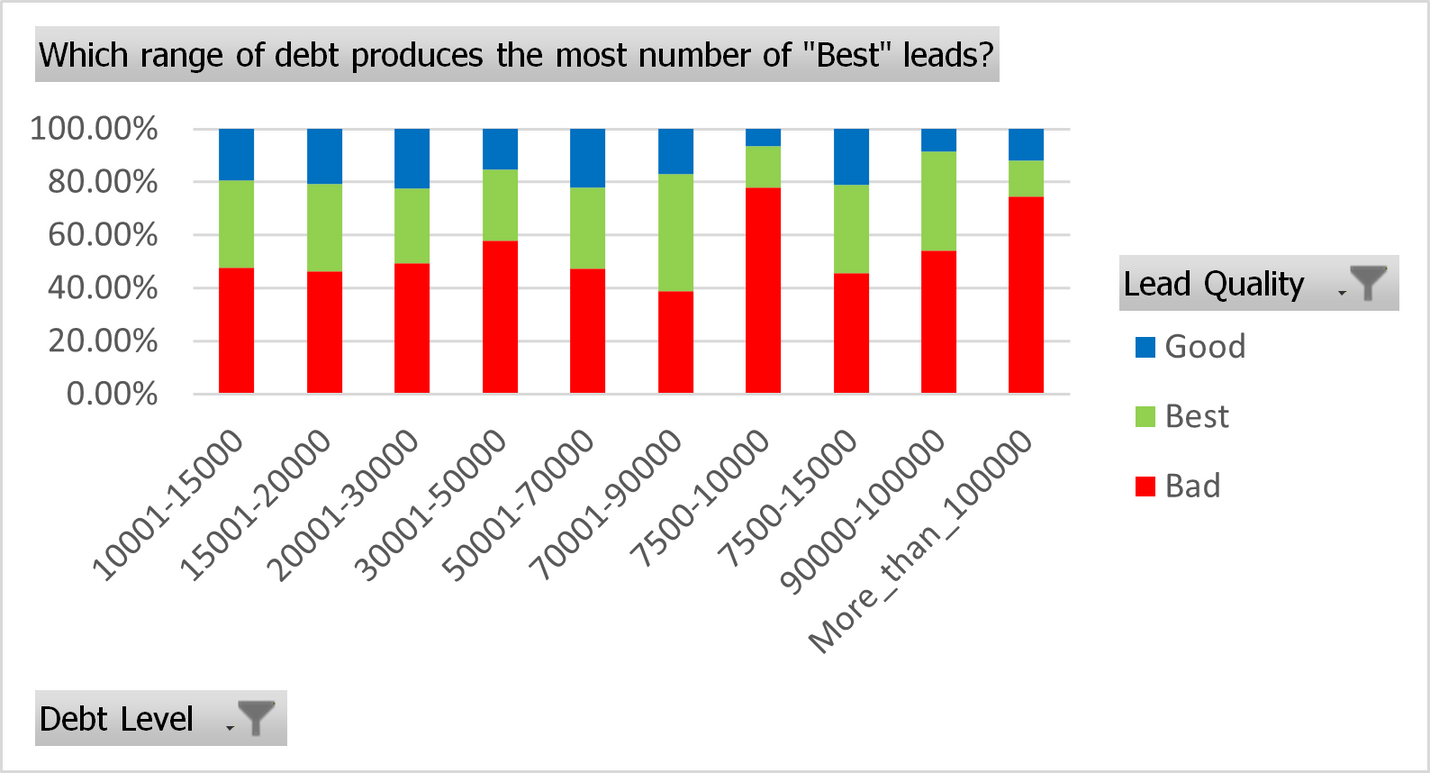 Which range of debt produces the most number of "Best" leads?
100.00%
80.00%
60.00%
40.00%
20.00%
0.00%
10001-15000
15001-20000
20001-30000
30001-50000
50001-70000
70001-90000
7500-10000
7500-15000
90000-100000
More_than_100000
Lead Quality
Good
Best
Bad
Debt Level